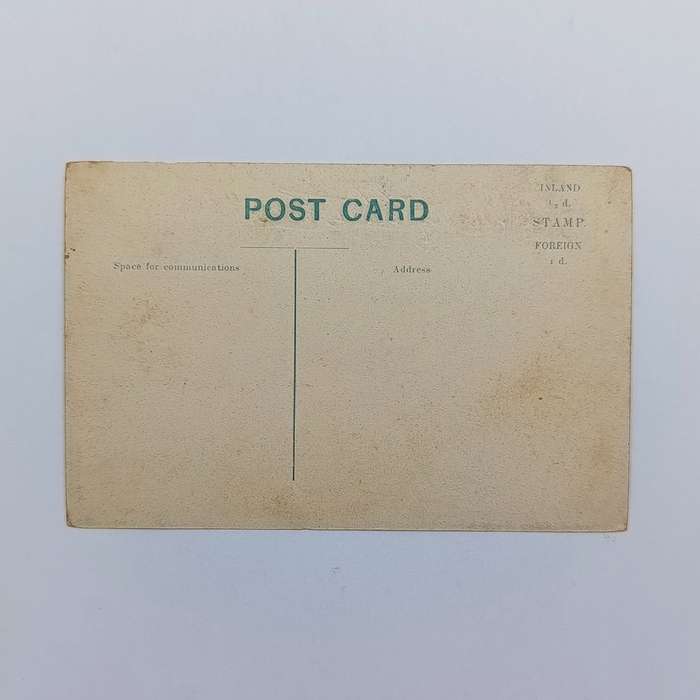 POST CARD
INLAND
½ d.
STAMP.
FOREIGN
1 d.
Space for communications
Address